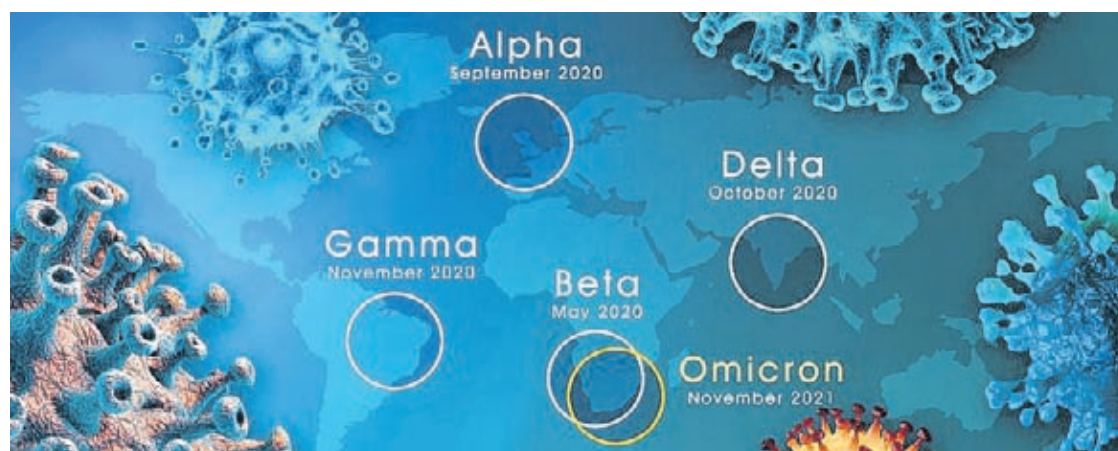 Alpha
September 2020
Delta
October 2020
Gamma
November 2020
Beta
May 2020
Omicron
November 2021